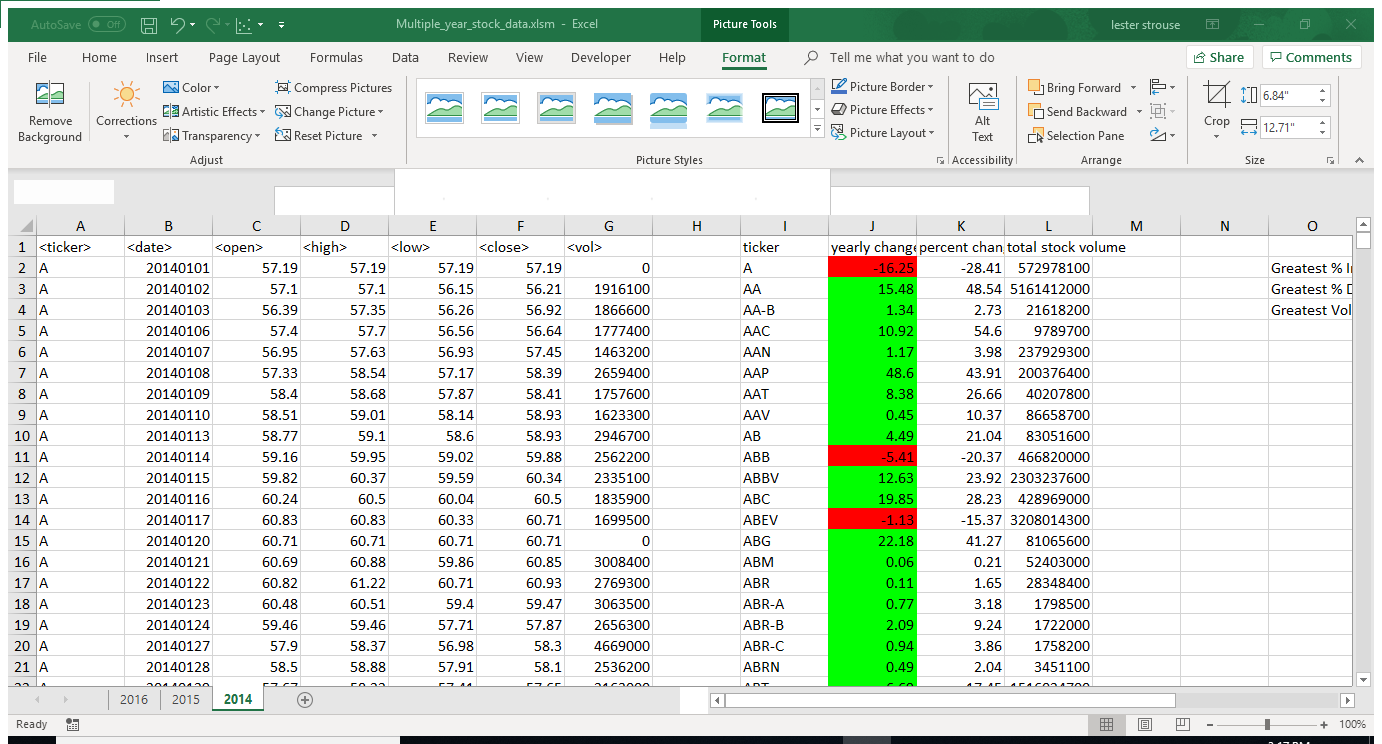 AutoSave Off Multiple_year_stock_data.xlsm - Excel Picture Tools lester strouse
File Home Insert Page Layout Formulas Data Review View Developer Help Format Tell me what you want to do Share Comments
Remove Background
Corrections
Color
Artistic Effects
Transparency
Compress Pictures
Change Picture
Reset Picture
Adjust
Picture Styles
Picture Border
Picture Effects
Picture Layout
Alt Text
Accessibility
Bring Forward
Send Backward
Selection Pane
Arrange
Crop
6.84"
12.71"
Size
A B C D E F G H I J K L M N O
1 <ticker> <date> <open> <high> <low> <close> <vol> ticker yearly change percent chan total stock volume
2 A 20140101 57.19 57.19 57.19 57.19 0 A -16.25 -28.41 572978100 Greatest % I
3 A 20140102 57.1 57.1 56.15 56.21 1916100 AA 15.48 48.54 5161412000 Greatest % D
4 A 20140103 56.39 57.35 56.26 56.92 1866600 AA-B 1.34 2.73 21618200 Greatest Vol
5 A 20140106 57.4 57.7 56.56 56.64 1777400 AAC 10.92 54.6 9789700
6 A 20140107 56.95 57.63 56.93 57.45 1463200 AAN 1.17 3.98 237929300
7 A 20140108 57.33 58.54 57.17 58.39 2659400 AAP 48.6 43.91 200376400
8 A 20140109 58.4 58.68 57.87 58.41 1757600 AAT 8.38 26.66 40207800
9 A 20140110 58.51 59.01 58.14 58.93 1623300 AAV 0.45 10.37 86658700
10 A 20140113 58.77 59.1 58.6 58.93 2946700 AB 4.49 21.04 83051600
11 A 20140114 59.16 59.95 59.02 59.88 2562200 ABB -5.41 -20.37 466820000
12 A 20140115 59.82 60.37 59.59 60.34 2335100 ABBV 12.63 23.92 2303237600
13 A 20140116 60.24 60.5 60.04 60.5 1835900 ABC 19.85 28.23 428969000
14 A 20140117 60.83 60.83 60.33 60.71 1699500 ABEV -1.13 -15.37 3208014300
15 A 20140120 60.71 60.71 60.71 60.71 0 ABG 22.18 41.27 81065600
16 A 20140121 60.69 60.88 59.86 60.85 3008400 ABM 0.06 0.21 52403000
17 A 20140122 60.82 61.22 60.71 60.93 2769300 ABR 0.11 1.65 28348400
18 A 20140123 60.48 60.51 59.4 59.47 3063500 ABR-A 0.77 3.18 1798500
19 A 20140124 59.46 59.46 57.71 57.87 2656300 ABR-B 2.09 9.24 1722000
20 A 20140127 57.9 58.37 56.98 58.3 4669000 ABR-C 0.94 3.86 1758200
21 A 20140128 58.5 58.88 57.91 58.1 2536200 ABRN 0.49 2.04 3451100
2016 2015 2014
Ready 100%